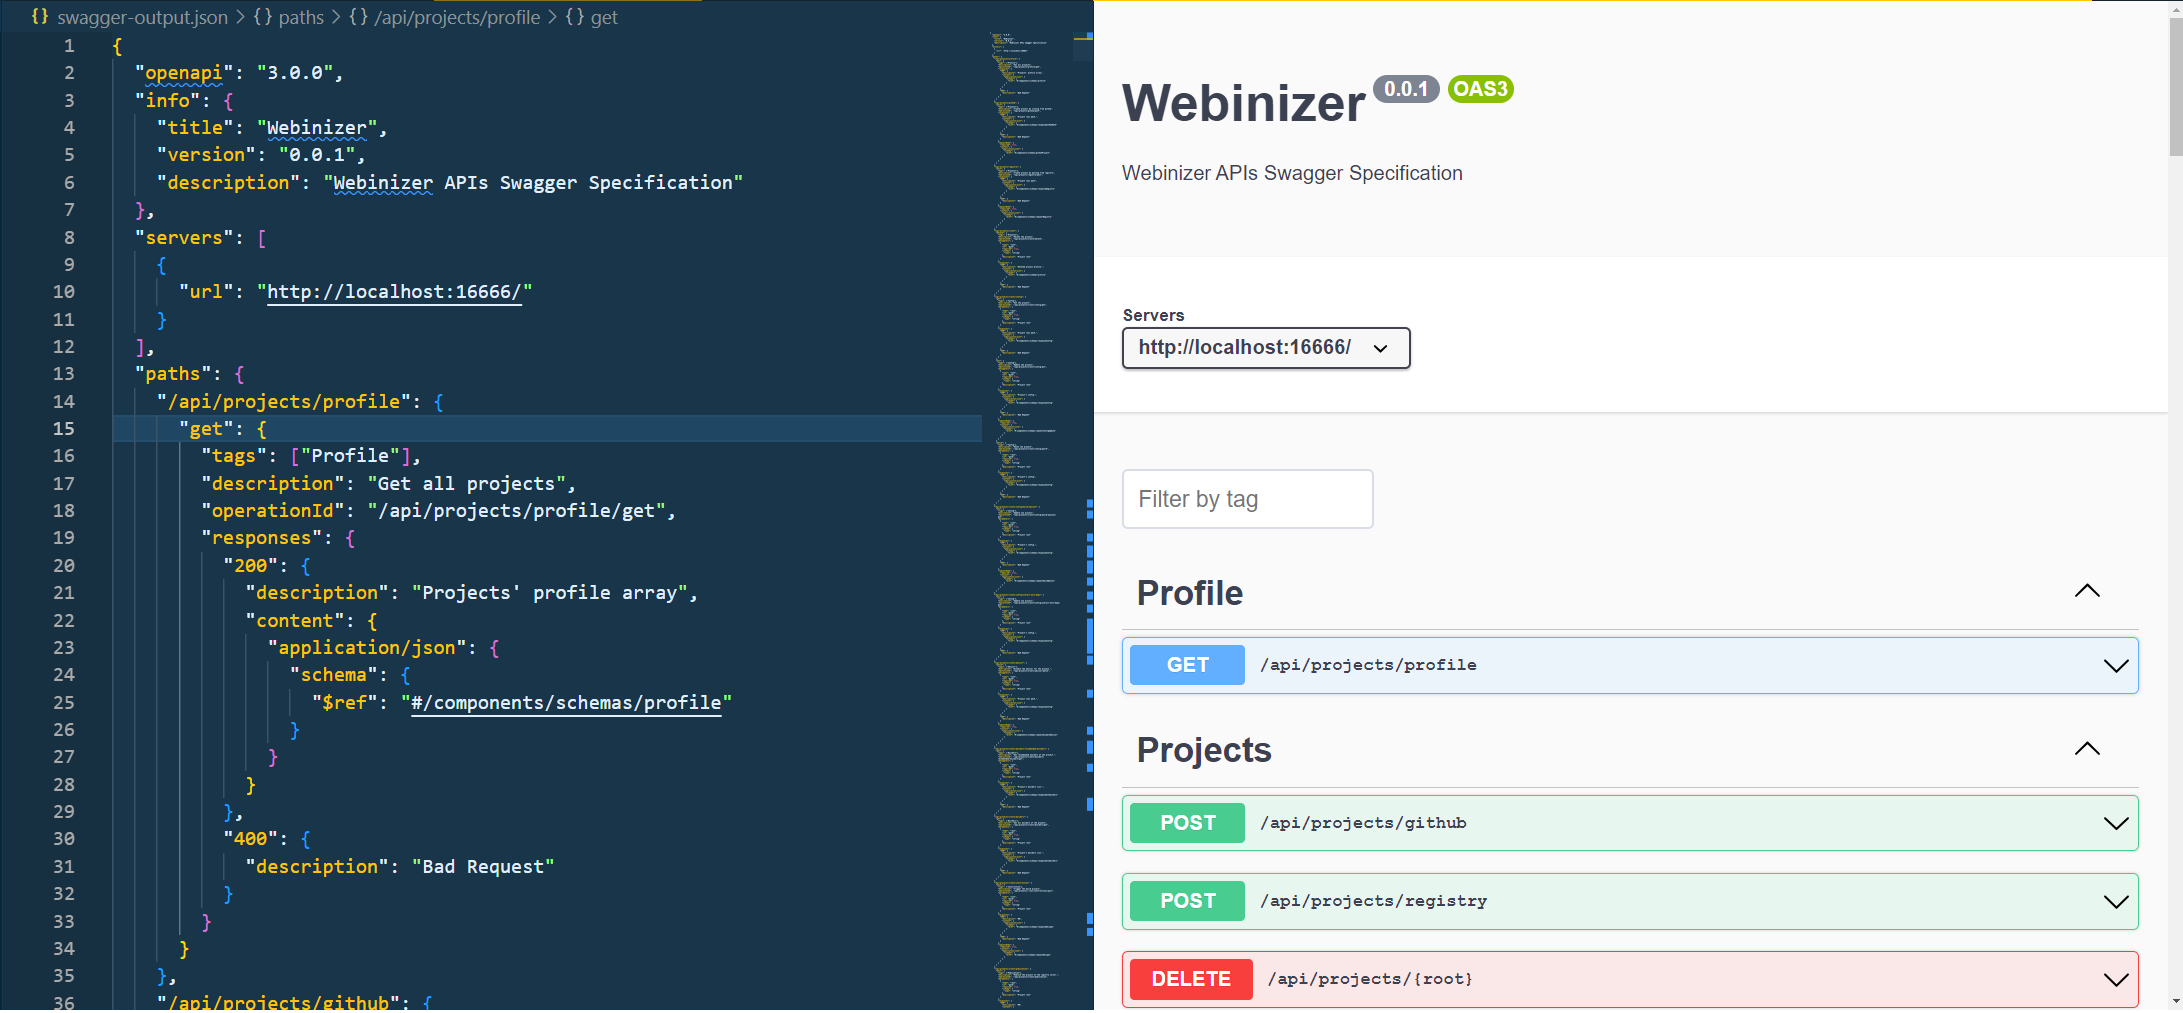 {} swagger-output.json > {} paths > {} /api/projects/profile > {} get
1 {
2 "openapi": "3.0.0",
3 "info": {
4 "title": "Webinizer",
5 "version": "0.0.1",
6 "description": "Webinizer APIs Swagger Specification"
7 },
8 "servers": [
9 {
10 "url": "http://localhost:16666/"
11 }
12 ],
13 "paths": {
14 "/api/projects/profile": {
15 "get": {
16 "tags": ["Profile"],
17 "description": "Get all projects",
18 "operationId": "/api/projects/profile/get",
19 "responses": {
20 "200": {
21 "description": "Projects' profile array",
22 "content": {
23 "application/json": {
24 "schema": {
25 "$ref": "#/components/schemas/profile"
26 }
27 }
28 }
29 },
30 "400": {
31 "description": "Bad Request"
32 }
33 }
34 }
35 },
36 "/api/projects/github": {
Webinizer 0.0.1 OAS3
Webinizer APIs Swagger Specification
Servers
http://localhost:16666/
Filter by tag
Profile
GET /api/projects/profile
Projects
POST /api/projects/github
POST /api/projects/registry
DELETE /api/projects/{root}